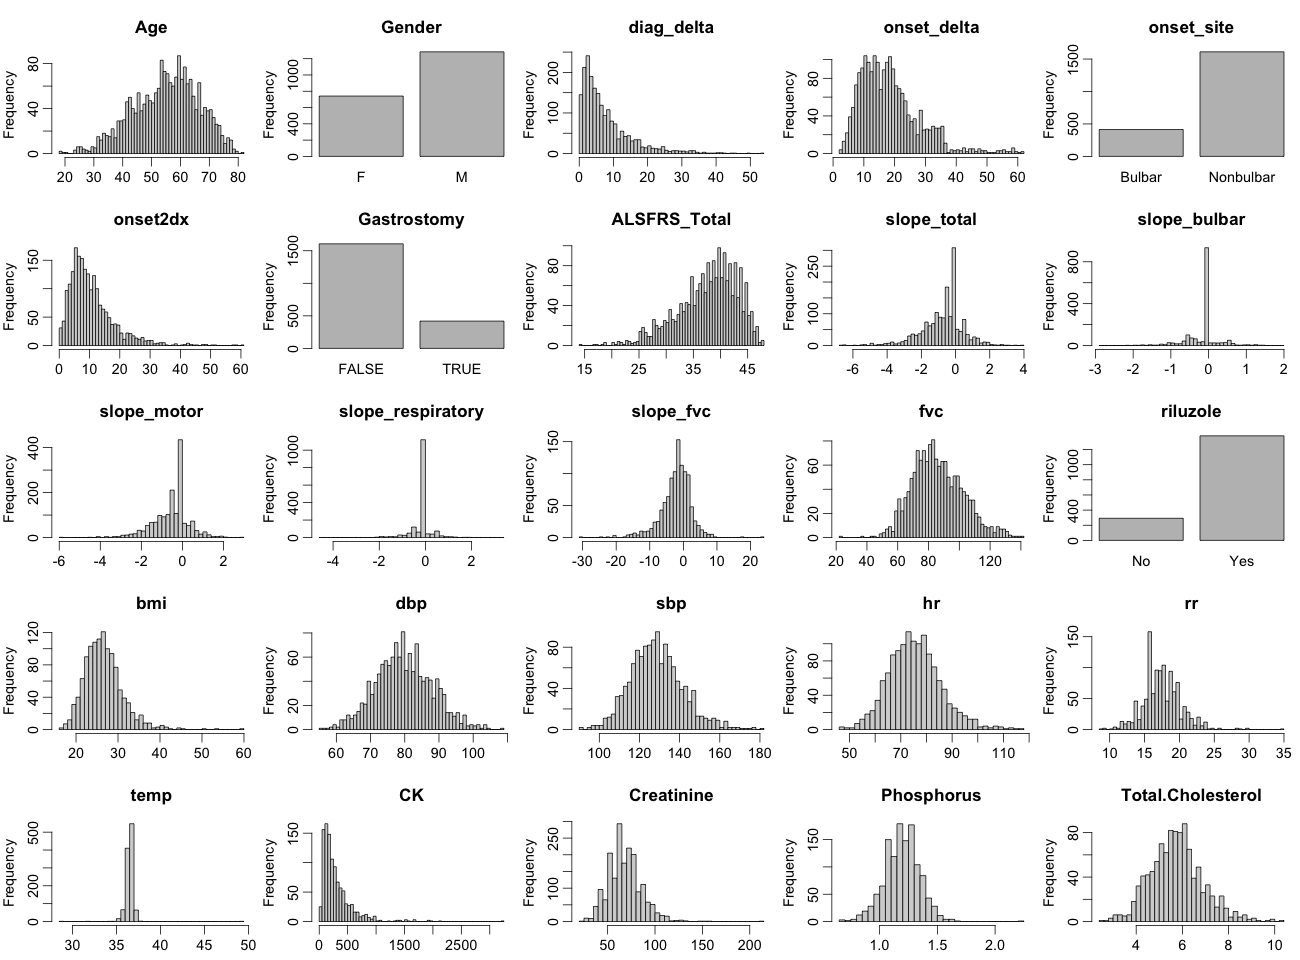 Age
Frequency
0
40
80
20 30 40 50 60 70 80
Gender
Frequency
0
400
1000
F M
diag_delta
Frequency
0
100
200
0 10 20 30 40 50
onset_delta
Frequency
0
40
80
0 10 20 30 40 50 60
onset_site
Frequency
0
500
1500
Bulbar Nonbulbar
onset2dx
Frequency
0
50
150
0 10 20 30 40 50 60
Gastrostomy
Frequency
0
500
1500
FALSE TRUE
ALSFRS_Total
Frequency
0
40
80
15 25 35 45
slope_total
Frequency
0
100
250
-6 -4 -2 0 2 4
slope_bulbar
Frequency
0
400
800
-3 -2 -1 0 1 2
slope_motor
Frequency
0
200
400
-6 -4 -2 0 2
slope_respiratory
Frequency
0
400
1000
-4 -2 0 2
slope_fvc
Frequency
0
50
150
-30 -20 -10 0 10 20
fvc
Frequency
0
20
60
20 40 60 80 120
riluzole
Frequency
0
400
1000
No Yes
bmi
Frequency
0
40
80
120
20 30 40 50 60
dbp
Frequency
0
20
60
60 70 80 90 100
sbp
Frequency
0
40
80
100 120 140 160 180
hr
Frequency
0
40
80
50 70 90 110
rr
Frequency
0
50
150
10 15 20 25 30 35
temp
Frequency
0
200
500
30 35 40 45 50
CK
Frequency
0
50
150
0 500 1500 2500
Creatinine
Frequency
0
100
250
50 100 150 200
Phosphorus
Frequency
0
50
150
1.0 1.5 2.0
Total.Cholesterol
Frequency
0
40
80
4 6 8 10